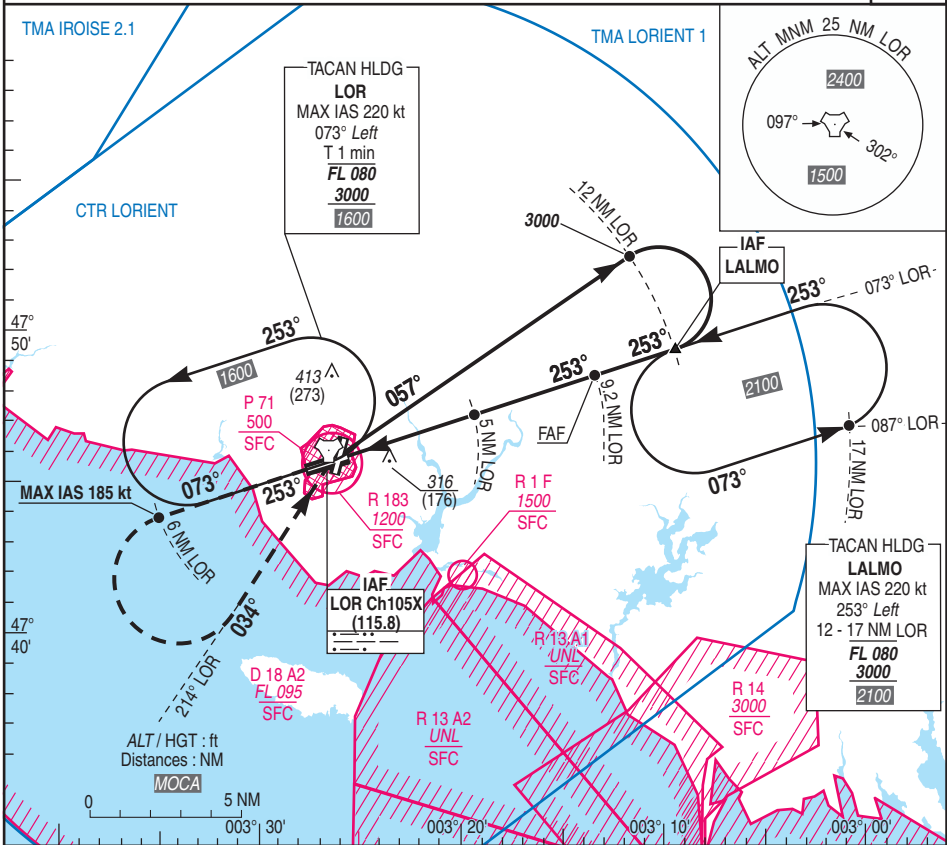 TMA IROISE 2.1
TMA LORIENT 1
ALT MNM 25 NM LOR
2400
097°
302°
1500
TACAN HLDG
LOR
MAX IAS 220 kt
073° Left
T 1 min
FL 080
3000
1600
CTR LORIENT
12 NM LOR
3000
IAF
LALMO
253°
073° LOR
47°
50'
253°
1600
413
(273)
057°
253°
253°
2100
P 71
500
SFC
9.2 NM LOR
FAF
5 NM LOR
087° LOR
17 NM LOR
073°
073°
253°
316
(176)
MAX IAS 185 kt
6 NM LOR
R 183
1200
SFC
R 1 F
1500
SFC
034°
214° LOR
IAF
LOR Ch105X
(115.8)
TACAN HLDG
LALMO
MAX IAS 220 kt
253° Left
12 - 17 NM LOR
FL 080
3000
2100
47°
40'
R 13 A1
UNL
SFC
D 18 A2
FL 095
SFC
R 14
3000
SFC
R 13 A2
UNL
SFC
ALT / HGT : ft
Distances : NM
MOCA
0 5 NM
003° 30'
003° 20'
003° 10'
003° 00'